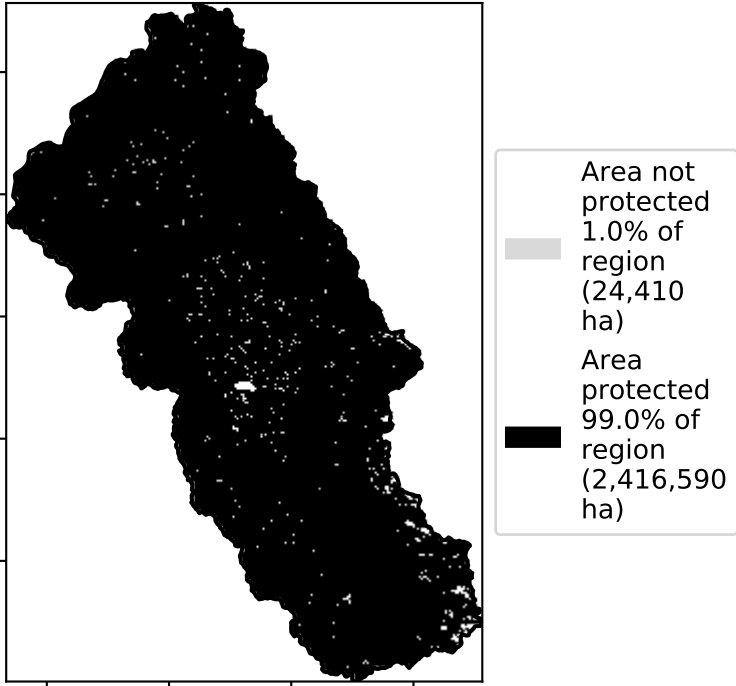 Area not
protected
1.0% of
region
(24,410
ha)
Area
protected
99.0% of
region
(2,416,590
ha)